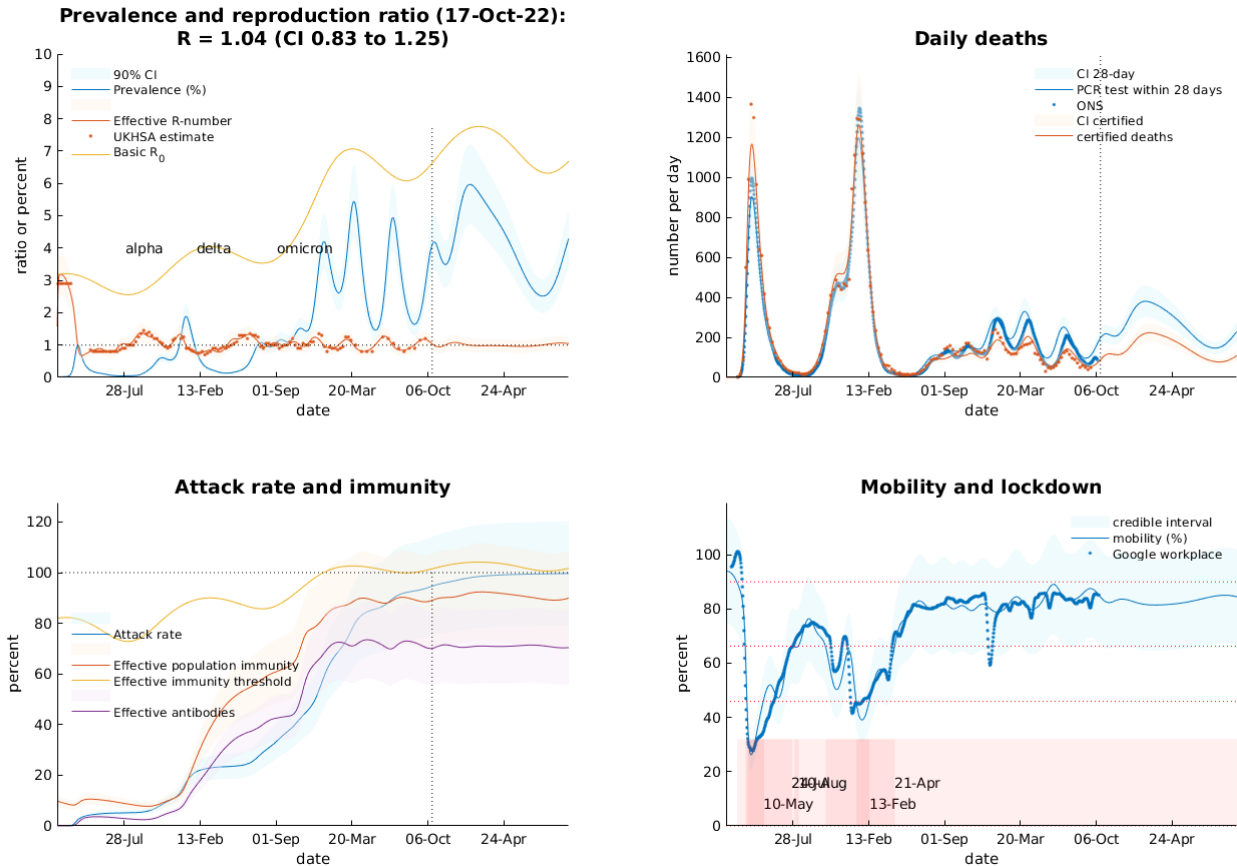 Prevalence and reproduction ratio (17-Oct-22):
R = 1.04 (CI 0.83 to 1.25)
10
9
8
7
6
5
4
3
2
1
0
ratio or percent
90% CI
Prevalence (%)
Effective R-number
UKHSA estimate
Basic R0
alpha
delta
omicron
28-Jul
13-Feb
01-Sep
20-Mar
06-Oct
24-Apr
date
Daily deaths
1600
1400
1200
1000
800
600
400
200
0
number per day
CI 28-day
PCR test within 28 days
ONS
CI certified
certified deaths
28-Jul
13-Feb
01-Sep
20-Mar
06-Oct
24-Apr
date
Attack rate and immunity
120
100
80
60
40
20
0
percent
Attack rate
Effective population immunity
Effective immunity threshold
Effective antibodies
28-Jul
13-Feb
01-Sep
20-Mar
06-Oct
24-Apr
date
Mobility and lockdown
100
80
60
40
20
0
percent
credible interval
mobility (%)
Google workplace
21-Apr
10-May
13-Feb
28-Jul
13-Feb
01-Sep
20-Mar
06-Oct
24-Apr
date